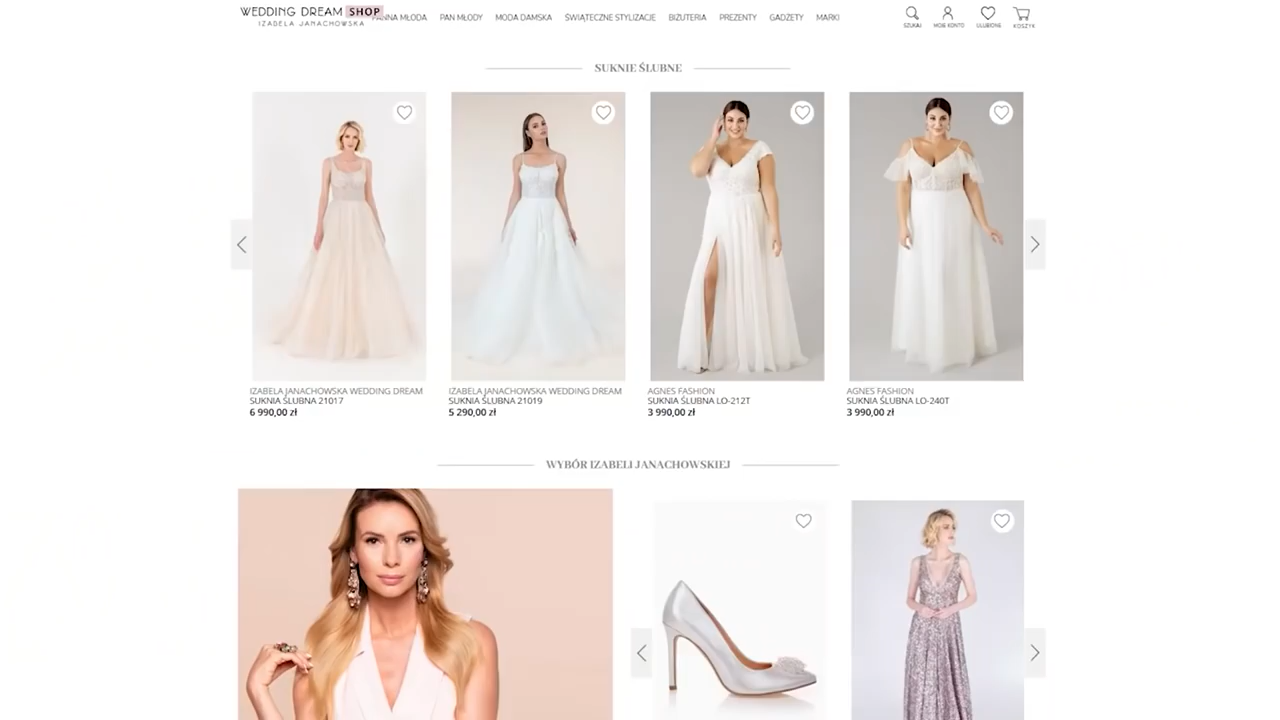 WEDDING DREAM SHOP
IZABELA JANACHOWSKA
PANNA MŁODA PAN MŁODY MODA DAMSKA ŚWIĄTECZNE STYLIZACJE BIŻUTERIA PREZENTY GADŻETY MARKI
SZUKAJ MOJE KONTO ULUBIONE KOSZYK
SUKNIE ŚLUBNE
IZABELA JANACHOWSKA WEDDING DREAM
SUKNIA ŚLUBNA 21017
6 990,00 zł
IZABELA JANACHOWSKA WEDDING DREAM
SUKNIA ŚLUBNA 21019
5 290,00 zł
AGNES FASHION
SUKNIA ŚLUBNA LO-212T
3 990,00 zł
AGNES FASHION
SUKNIA ŚLUBNA LO-240T
3 990,00 zł
WYBÓR IZABELI JANACHOWSKIEJ